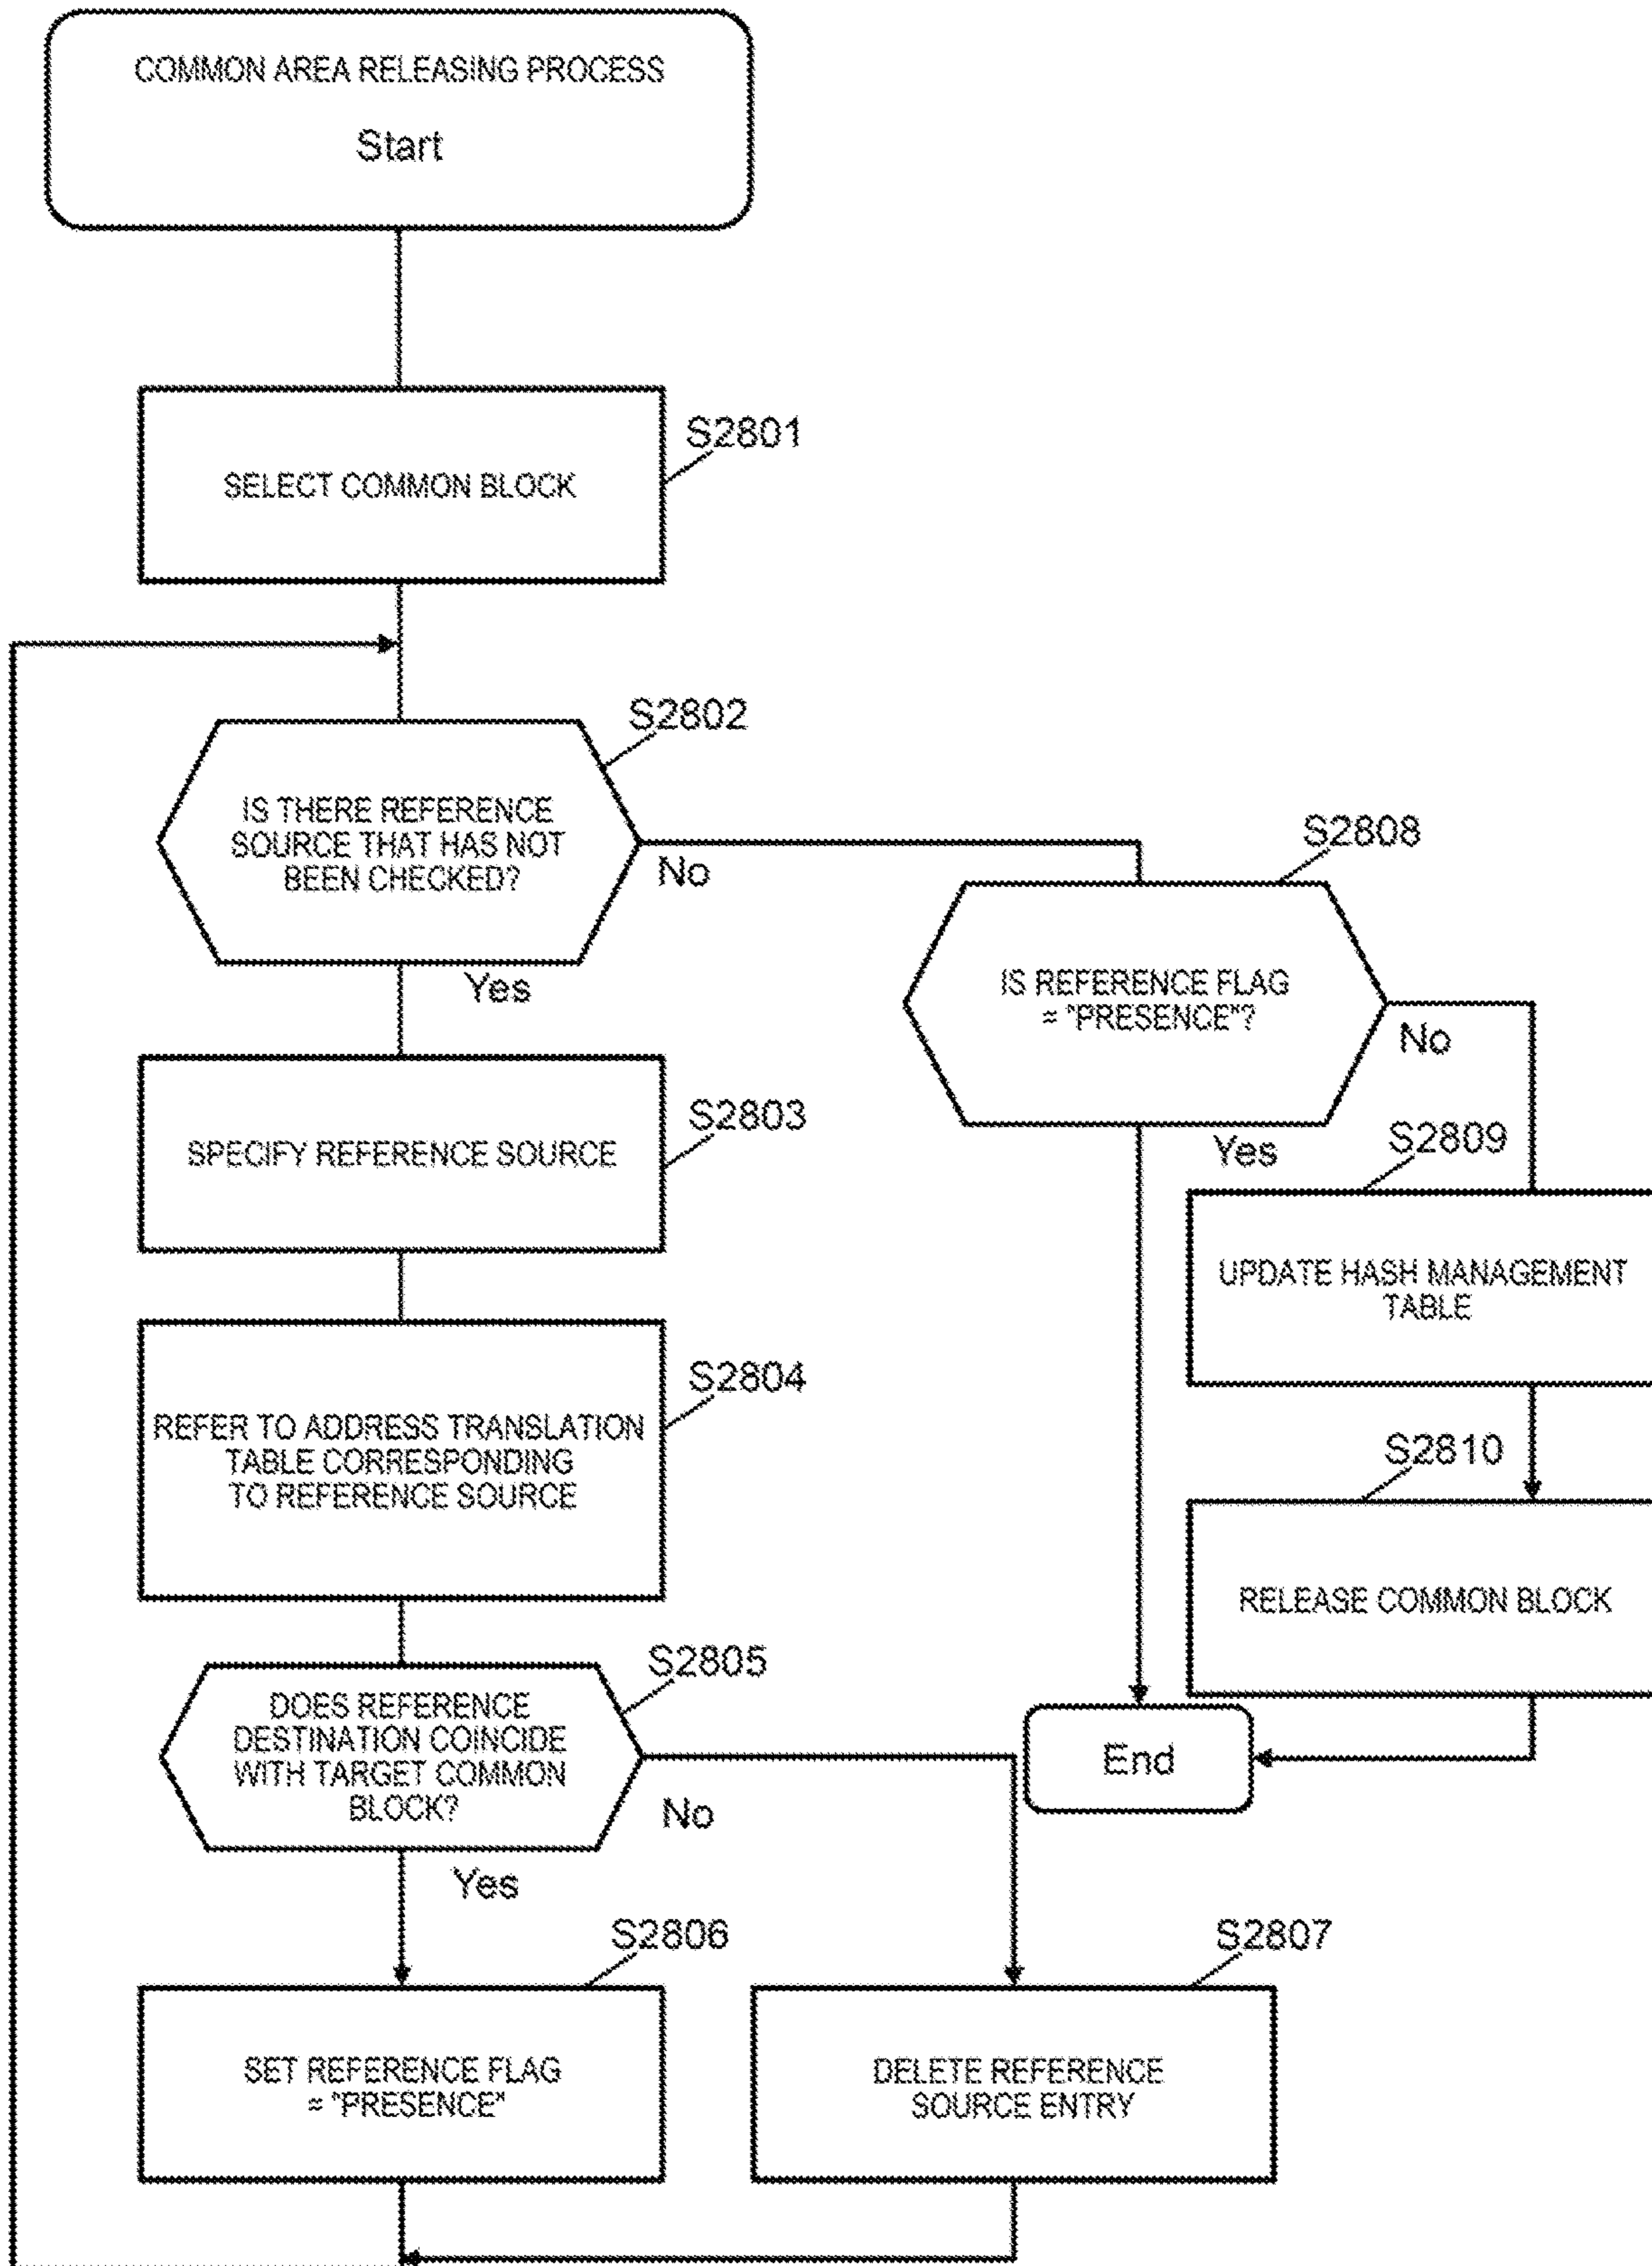 COMMON AREA RELEASING PROCESS
Start
S2801
SELECT COMMON BLOCK
S2802
IS THERE REFERENCE
SOURCE THAT HAS NOT
BEEN CHECKED?
No
Yes
S2808
IS REFERENCE FLAG
= "PRESENCE"?
No
Yes
S2803
SPECIFY REFERENCE SOURCE
S2809
UPDATE HASH MANAGEMENT
TABLE
S2804
REFER TO ADDRESS TRANSLATION
TABLE CORRESPONDING
TO REFERENCE SOURCE
S2810
RELEASE COMMON BLOCK
S2805
DOES REFERENCE
DESTINATION COINCIDE
WITH TARGET COMMON
BLOCK?
No
Yes
End
S2806
SET REFERENCE FLAG
= "PRESENCE"
S2807
DELETE REFERENCE
SOURCE ENTRY